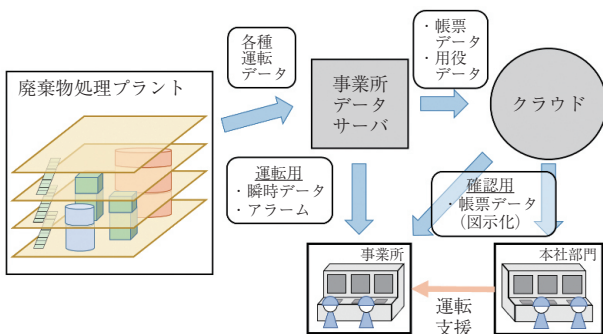 廃棄物処理プラント
各種
運転
データ
事業所
データ
サーバ
・帳票
データ
・用役データ
クラウド
運転用
・瞬時データ
・アラーム
確認用
・帳票データ
(図示化)
事業所
本社部門
運転
支援